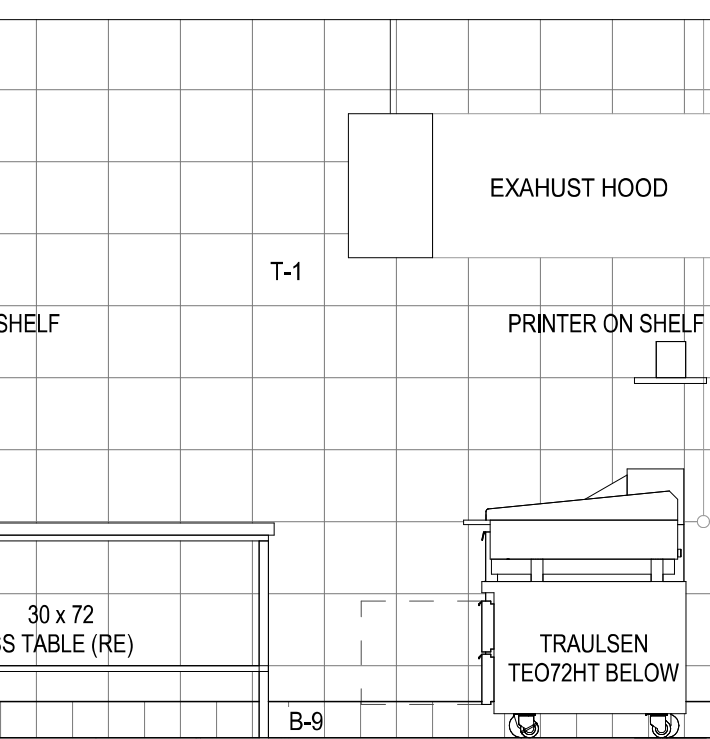 EXAHUST HOOD
T-1
SHELF
PRINTER ON SHELF
30 x 72
SS TABLE (RE)
TRAULSEN
TEO72HT BELOW
B-9